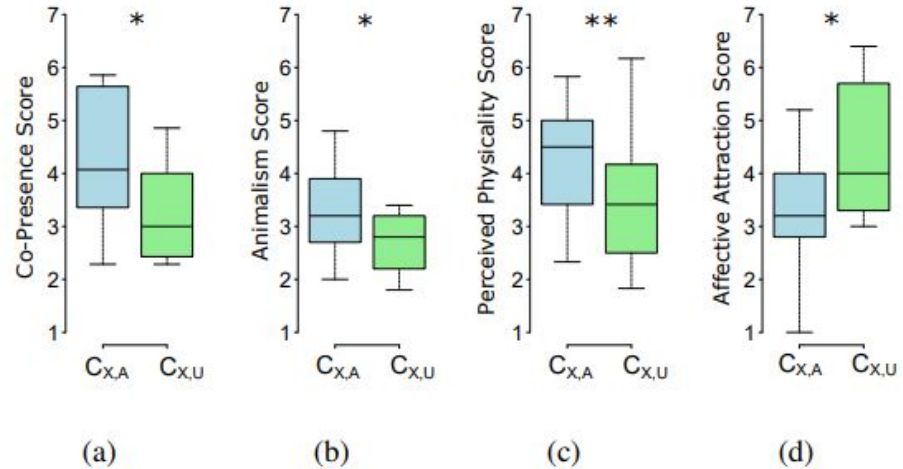 * * ** *
Co-Presence Score
7
6
5
4
3
2
1
C_X,A C_X,U
(a)
Animalism Score
7
6
5
4
3
2
1
C_X,A C_X,U
(b)
Perceived Physicality Score
7
6
5
4
3
2
1
C_X,A C_X,U
(c)
Affective Attraction Score
7
6
5
4
3
2
1
C_X,A C_X,U
(d)